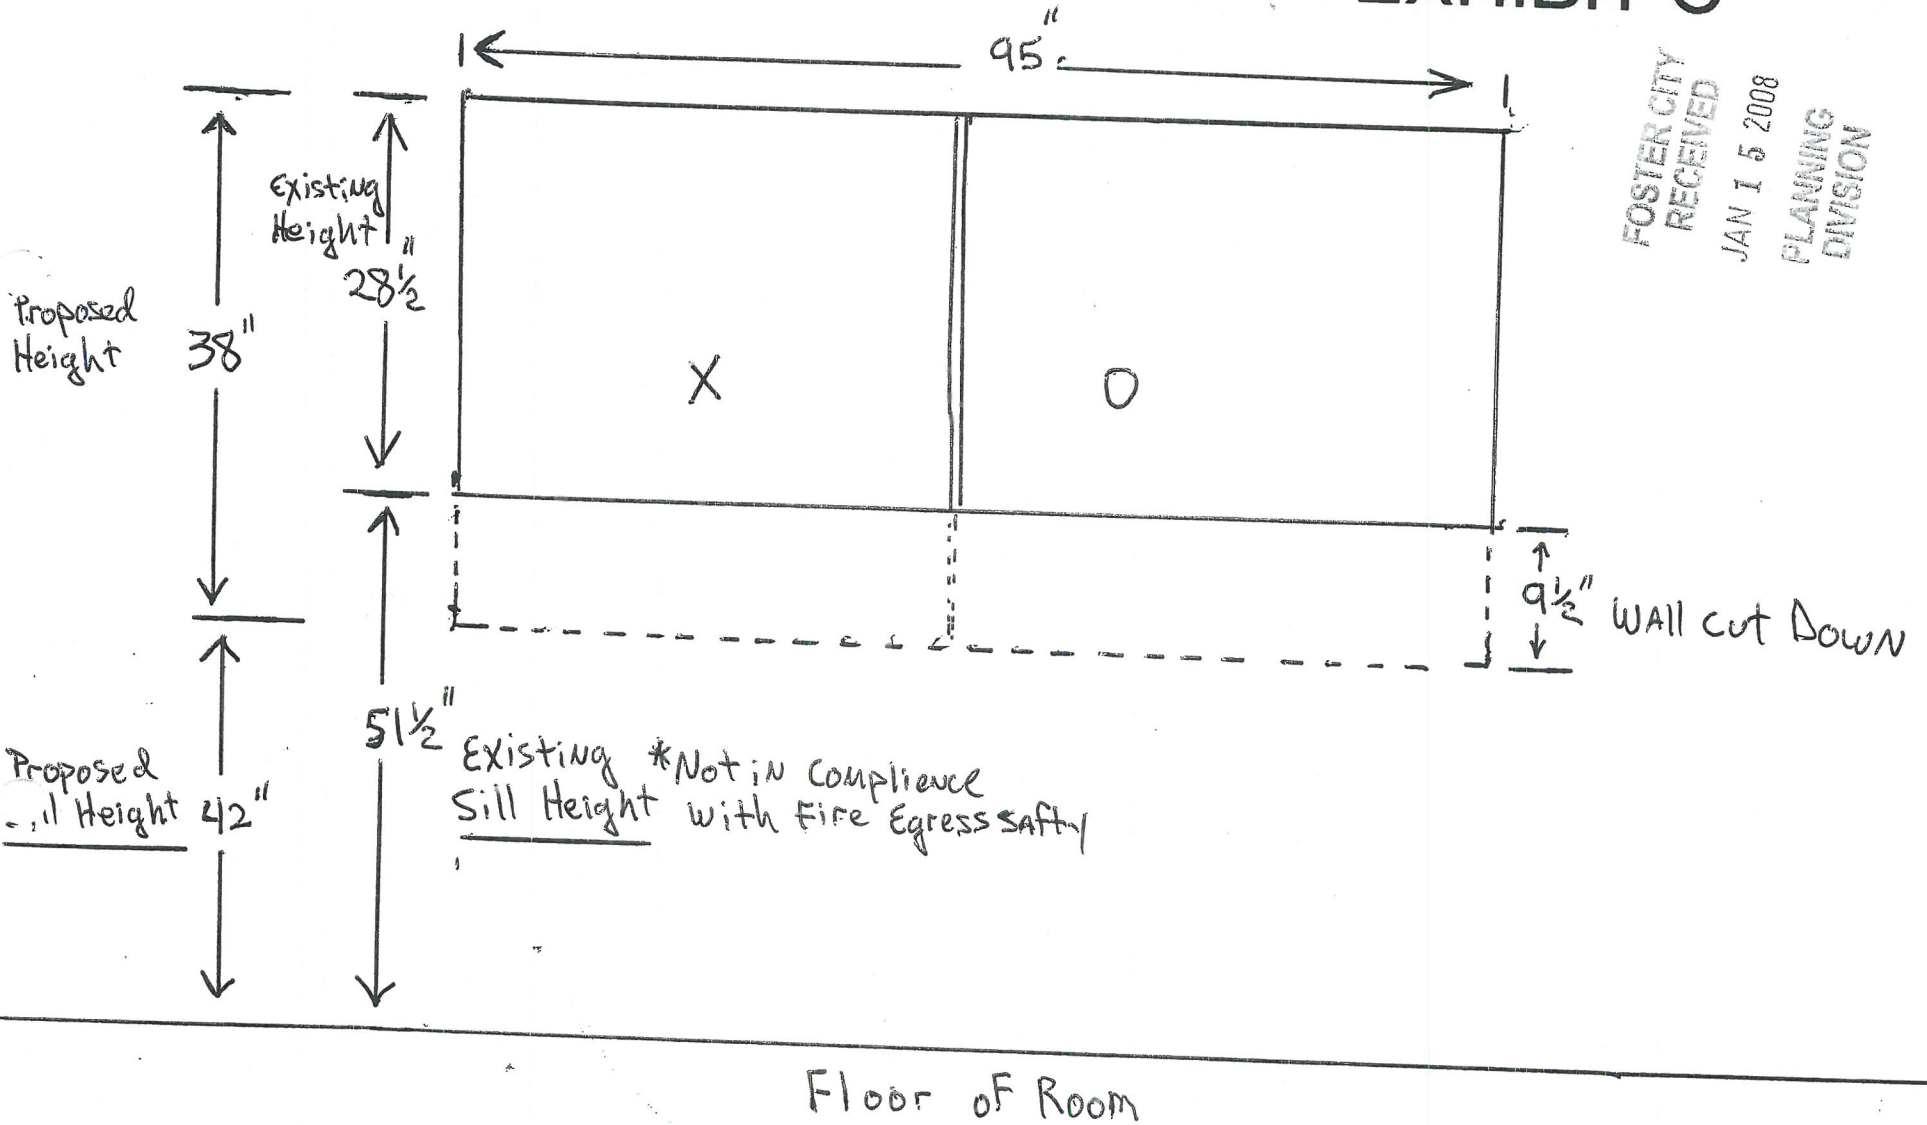 95"
FOSTER CITY
RECEIVED
JAN 15 2008
PLANNING
DIVISION
Existing
Height
28½"
Proposed
Height
38"
X
O
9½" WAll cut DowN
51½"
Existing
Sill Height
*Not iN Complience
with Fire Egress SAfty
Proposed
Height 42"
Floor oF Room